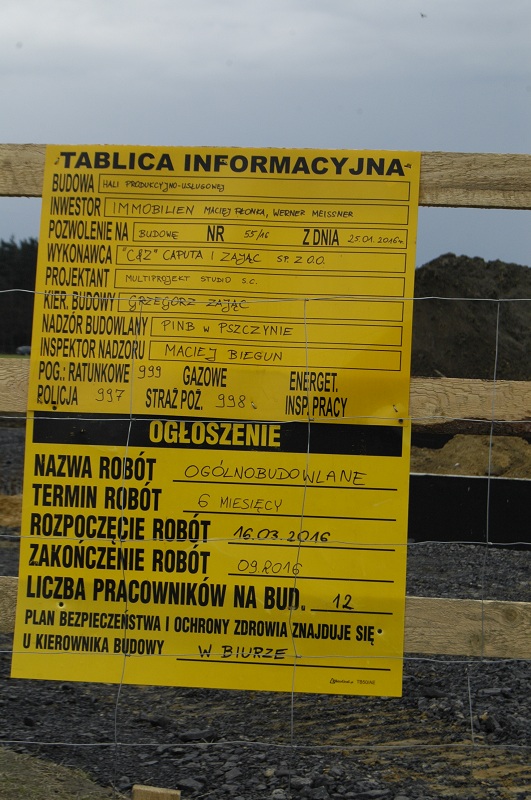 TABLICA INFORMACYJNA
BUDOWA HALI PRODUKCYJNO-USŁUGOWEJ
INWESTOR IMMOBILIEN MACIEJ PŁONKA, WERNER MEISSNER
POZWOLENIE NA BUDOWĘ NR 55/16 Z DNIA 25.01.2016r.
WYKONAWCA "C&Z" CAPUTA I ZAJĄC SP. Z O.O.
PROJEKTANT MULTIPROJEKT STUDIO S.C.
KIER. BUDOWY GRZEGORZ ZAJĄC
NADZÓR BUDOWLANY PINB W PSZCZYNIE
INSPEKTOR NADZORU MACIEJ BIEGUN
POG.: RATUNKOWE 999 GAZOWE ENERGET.
POLICJA 997 STRAŻ POŻ. 998 INSP. PRACY
OGŁOSZENIE
NAZWA ROBÓT OGÓLNOBUDOWLANE
TERMIN ROBÓT 6 MIESIĘCY
ROZPOCZĘCIE ROBÓT 16.03.2016
ZAKOŃCZENIE ROBÓT 09.2016
LICZBA PRACOWNIKÓW NA BUD. 12
PLAN BEZPIECZEŃSTWA I OCHRONY ZDROWIA ZNAJDUJE SIĘ
U KIEROWNIKA BUDOWY W BIURZE